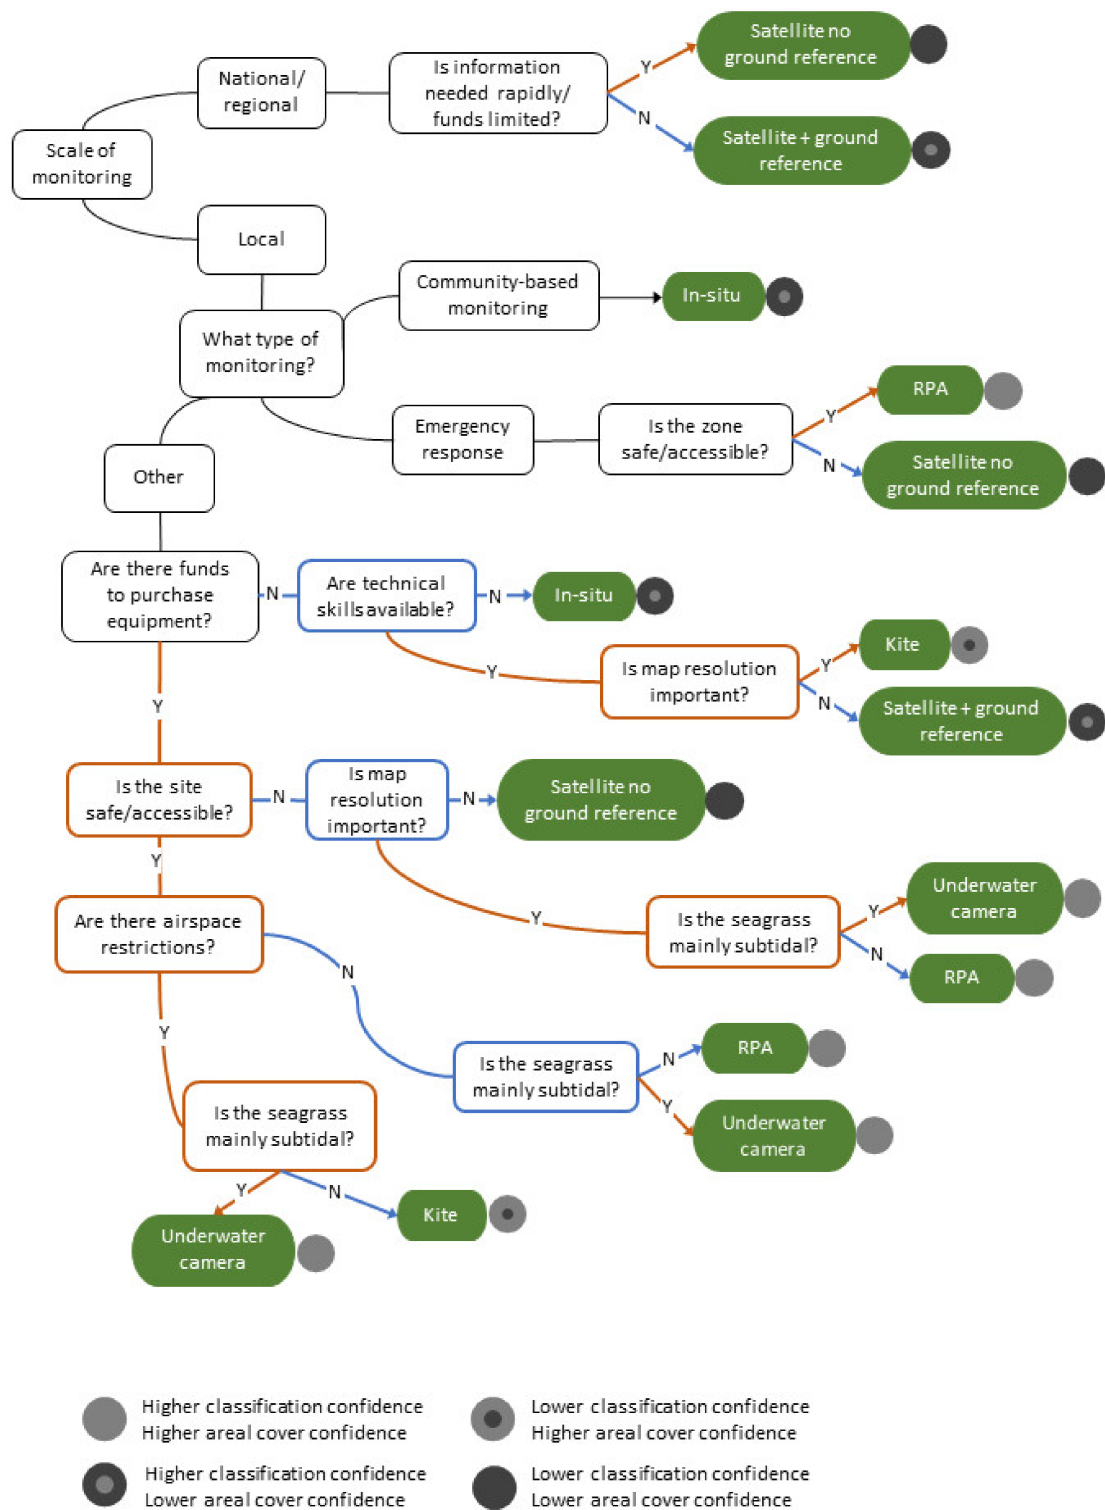 Satellite no
ground reference
National/
regional
Is information
needed rapidly/
funds limited?
Y
N
Satellite + ground
reference
Scale of
monitoring
Local
Community-based
monitoring
In-situ
What type of
monitoring?
RPA
Emergency
response
Is the zone
safe/accessible?
Y
N
Satellite no
ground reference
Other
Are there funds
to purchase
equipment?
N
Are technical
skills available?
N
In-situ
Y
Is map resolution
important?
Y
N
Kite
Satellite + ground
reference
Y
Is the site
safe/accessible?
N
Is map
resolution
important?
N
Satellite no
ground reference
Y
Y
Is the seagrass
mainly subtidal?
Y
N
Underwater
camera
RPA
Are there airspace
restrictions?
N
Y
Is the seagrass
mainly subtidal?
N
Y
RPA
Underwater
camera
Is the seagrass
mainly subtidal?
Y
N
Kite
Underwater
camera
Higher classification confidence
Higher areal cover confidence
Lower classification confidence
Higher areal cover confidence
Higher classification confidence
Lower areal cover confidence
Lower classification confidence
Lower areal cover confidence